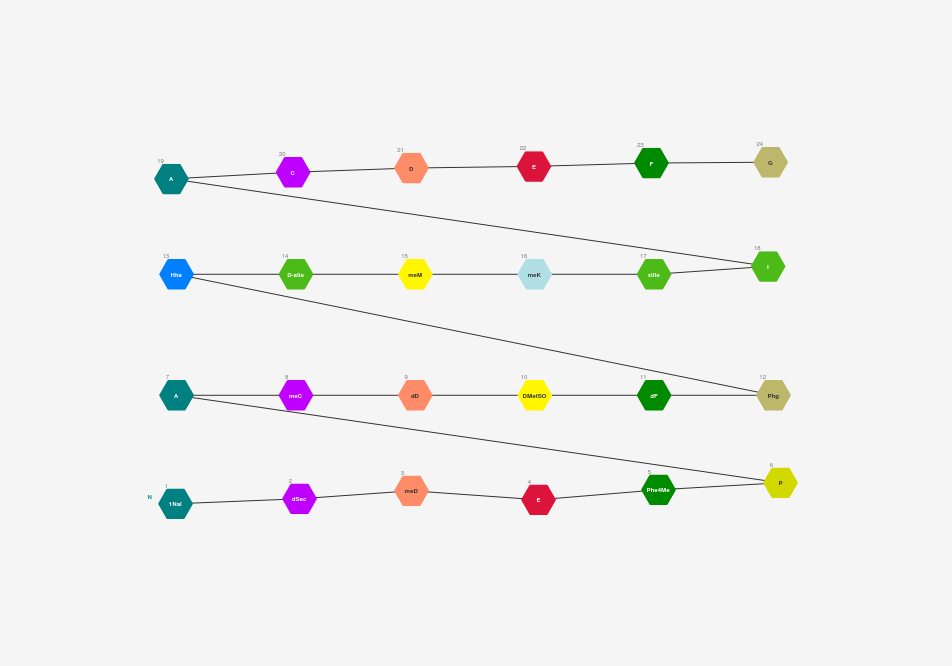 19 20 21 22 23 24
A C D E F G
13 14 15 16 17 18
Hhs D-aIle meM meK xiIle I
7 8 9 10 11 12
A meC dD DMetSO dF Phg
1 2 3 4 5 6
N 1Nal dSec meD E Phe4Me P